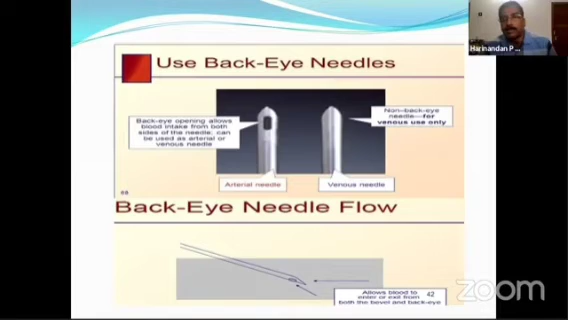 Harinandan P ...
Use Back-Eye Needles
Back-eye opening allows
blood intake from both
sides of the needle; can
be used as arterial or
venous needle
Non-back-eye
needle—for
venous use only
Arterial needle
Venous needle
68
Back-Eye Needle Flow
Allows blood to
enter or exit from
both the bevel and back-eye
42
zoom